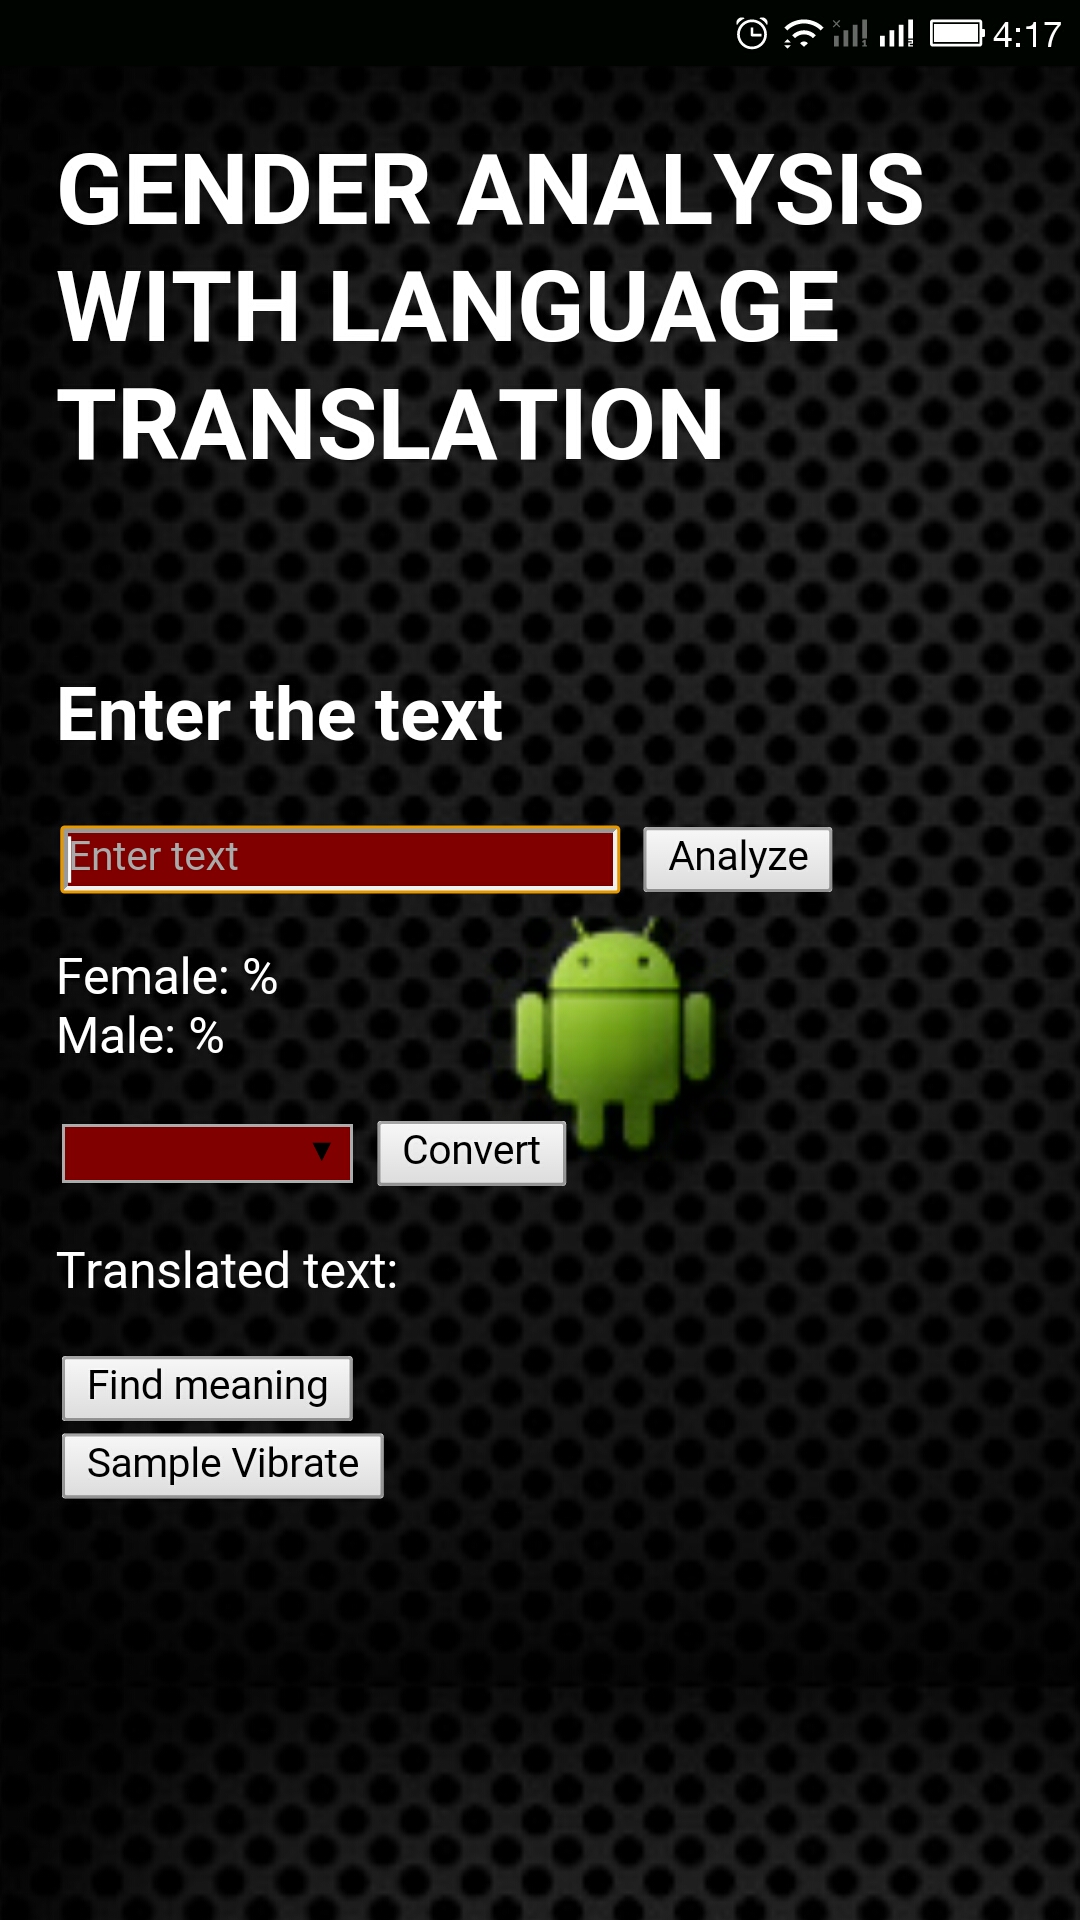 4:17
GENDER ANALYSIS
WITH LANGUAGE
TRANSLATION
Enter the text
Enter text
Analyze
Female: %
Male: %
Convert
Translated text:
Find meaning
Sample Vibrate